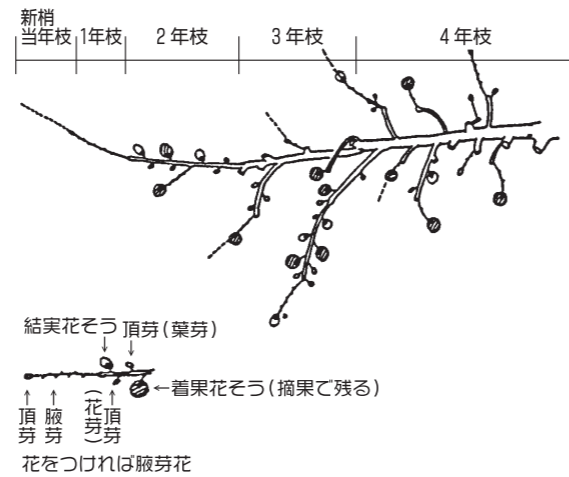 新梢
当年枝 1年枝 2年枝 3年枝 4年枝
結実花そう 頂芽(葉芽)
←着果花そう(摘果で残る)
頂芽 腋芽 (花芽) 頂芽
花をつければ腋芽花